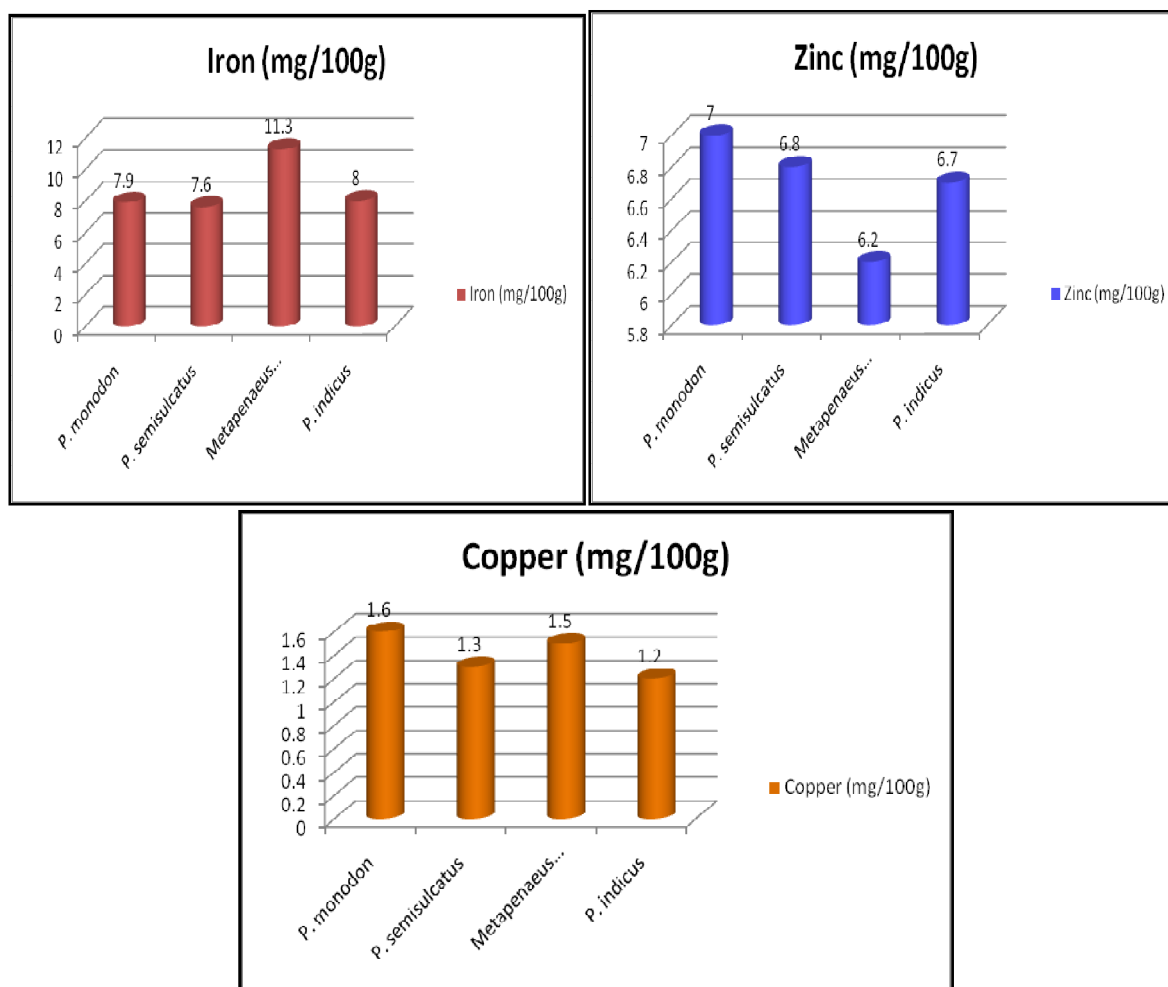 Iron (mg/100g)
12
10
8
6
4
2
0
7.9
7.6
11.3
8
P. monodon
P. semisulcatus
Metapenaeus...
P. indicus
Iron (mg/100g)
Zinc (mg/100g)
7
6.8
6.6
6.4
6.2
6
5.8
7
6.8
6.2
6.7
P. monodon
P. semisulcatus
Metapenaeus...
P. indicus
Zinc (mg/100g)
Copper (mg/100g)
1.6
1.4
1.2
1
0.8
0.6
0.4
0.2
0
1.6
1.3
1.5
1.2
P. monodon
P. semisulcatus
Metapenaeus...
P. indicus
Copper (mg/100g)